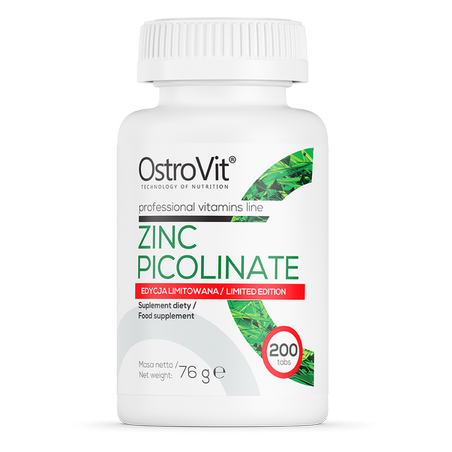 OstroVit®
TECHNOLOGY OF NUTRITION
professional vitamins line
ZINC
PICOLINATE
EDYCJA LIMITOWANA / LIMITED EDITION
Suplement diety /
Food supplement
200
tabs
Masa netto /
Net weight: 76 g ℮